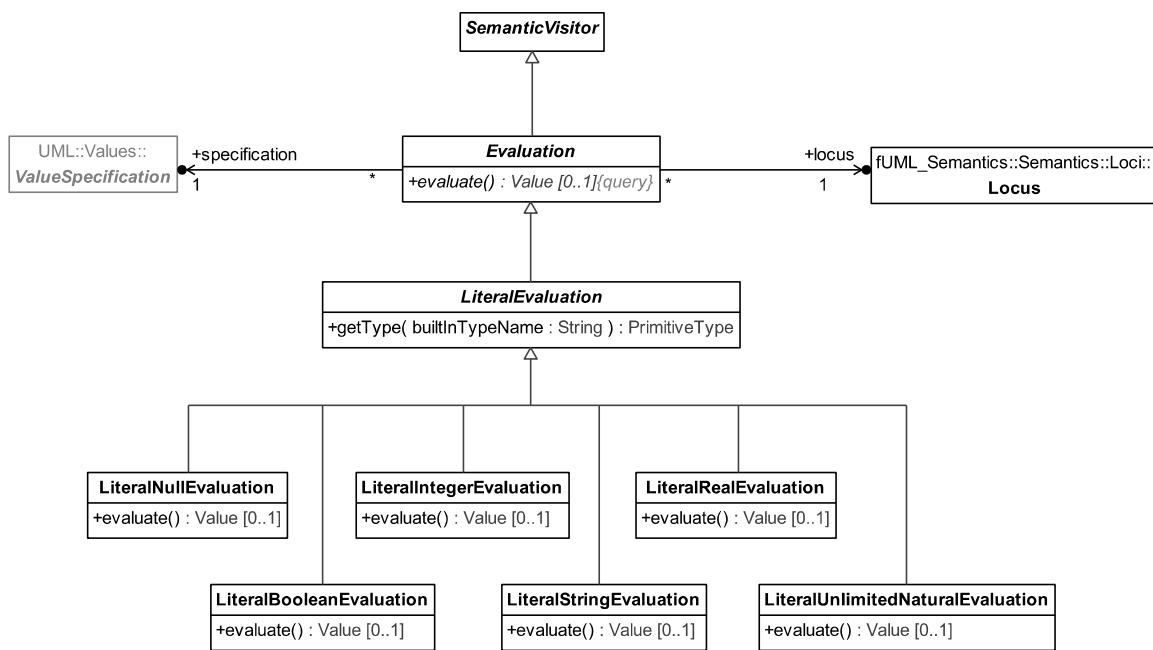 SemanticVisitor
UML::Values::
ValueSpecification
+specification
1
*
Evaluation
+evaluate() : Value [0..1]{query}
*
+locus
1
fUML_Semantics::Semantics::Loci::
Locus
LiteralEvaluation
+getType( builtInTypeName : String ) : PrimitiveType
LiteralNullEvaluation
+evaluate() : Value [0..1]
LiteralIntegerEvaluation
+evaluate() : Value [0..1]
LiteralRealEvaluation
+evaluate() : Value [0..1]
LiteralBooleanEvaluation
+evaluate() : Value [0..1]
LiteralStringEvaluation
+evaluate() : Value [0..1]
LiteralUnlimitedNaturalEvaluation
+evaluate() : Value [0..1]